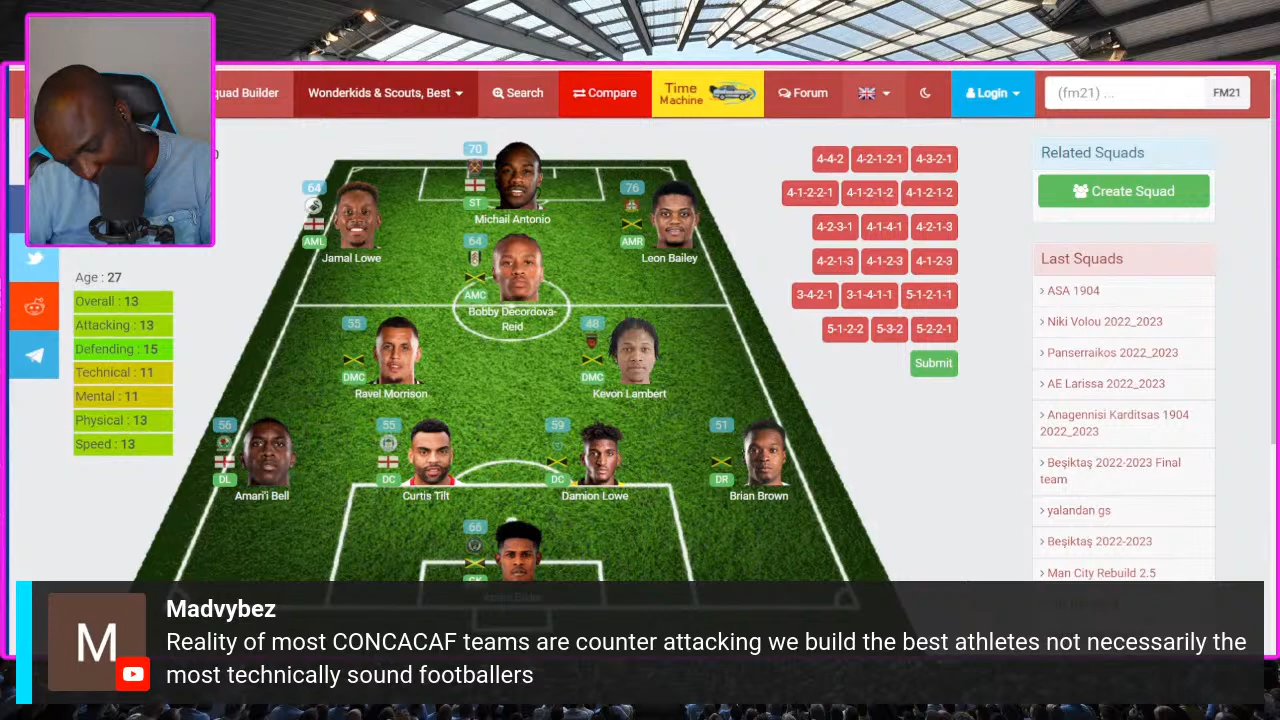 quad Builder
Wonderkids & Scouts, Best
Search
Compare
Time
Machine
Forum
Login
(fm21) ...
FM21
Age : 27
Overall : 13
Attacking : 13
Defending : 15
Technical : 11
Mental : 11
Physical : 13
Speed : 13
70
ST
Michail Antonio
64
AML
Jamal Lowe
76
AMR
Leon Bailey
64
AMC
Bobby Decordova-
Reid
55
DMC
Ravel Morrison
48
DMC
Kevon Lambert
56
DL
Amari'i Bell
55
DC
Curtis Tilt
59
DC
Damion Lowe
51
DR
Brian Brown
66
GK
4-4-2 4-2-1-2-1 4-3-2-1
4-1-2-2-1 4-1-2-1-2 4-1-2-1-2
4-2-3-1 4-1-4-1 4-2-1-3
4-2-1-3 4-1-2-3 4-1-2-3
3-4-2-1 3-1-4-1-1 5-1-2-1-1
5-1-2-2 5-3-2 5-2-2-1
Submit
Related Squads
Create Squad
Last Squads
ASA 1904
Niki Volou 2022_2023
Panserraikos 2022_2023
AE Larissa 2022_2023
Anagennisi Karditsas 1904
2022_2023
Beşiktaş 2022-2023 Final
team
yalandan gs
Beşiktaş 2022-2023
Man City Rebuild 2.5
M
Madvybez
Reality of most CONCACAF teams are counter attacking we build the best athletes not necessarily the
most technically sound footballers